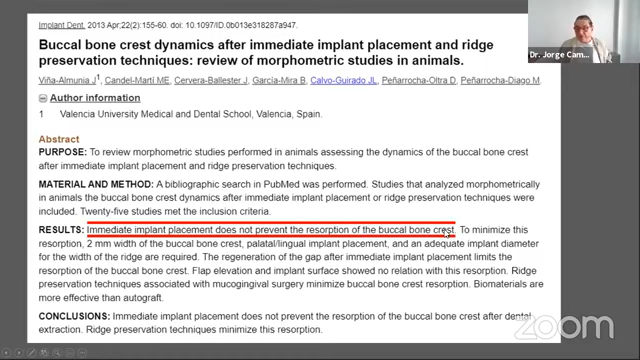 Implant Dent. 2013 Apr;22(2):155-60. doi: 10.1097/ID.0b013e318287a947.
Buccal bone crest dynamics after immediate implant placement and ridge
preservation techniques: review of morphometric studies in animals.
Viña-Almunia J1, Candel-Martí ME, Cervera-Ballester J, García-Mira B, Calvo-Guirado JL, Peñarrocha-Oltra D, Peñarrocha-Diago M.
Author information
1 Valencia University Medical and Dental School, Valencia, Spain.
Abstract
PURPOSE: To review morphometric studies performed in animals assessing the dynamics of the buccal bone crest
after immediate implant placement and ridge preservation techniques.
MATERIAL AND METHOD: A bibliographic search in PubMed was performed. Studies that analyzed morphometrically
in animals the buccal bone crest dynamics after immediate implant placement or ridge preservation techniques were
included. Twenty-five studies met the inclusion criteria.
RESULTS: Immediate implant placement does not prevent the resorption of the buccal bone crest. To minimize this
resorption, 2 mm width of the buccal bone crest, palatal/lingual implant placement, and an adequate implant diameter
for the width of the ridge are required. The regeneration of the gap after immediate implant placement limits the
resorption of the buccal bone crest. Flap elevation and implant surface showed no relation with this resorption. Ridge
preservation techniques associated with mucogingival surgery minimize buccal bone crest resorption. Biomaterials are
more effective than autograft.
CONCLUSIONS: Immediate implant placement does not prevent the resorption of the buccal bone crest after dental
extraction. Ridge preservation techniques minimize this resorption.
Dr. Jorge Cam...
zoom